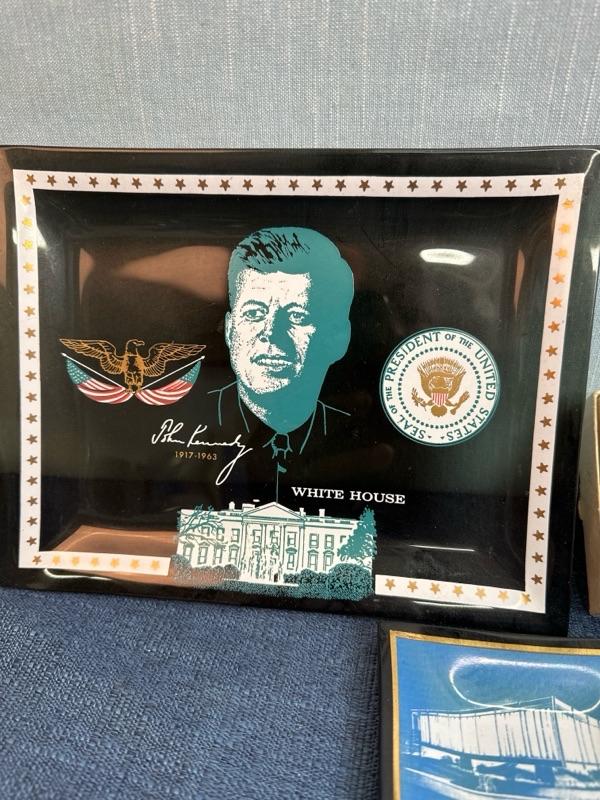 SEAL OF THE PRESIDENT OF THE UNITED STATES
John Kennedy
1917-1963
WHITE HOUSE